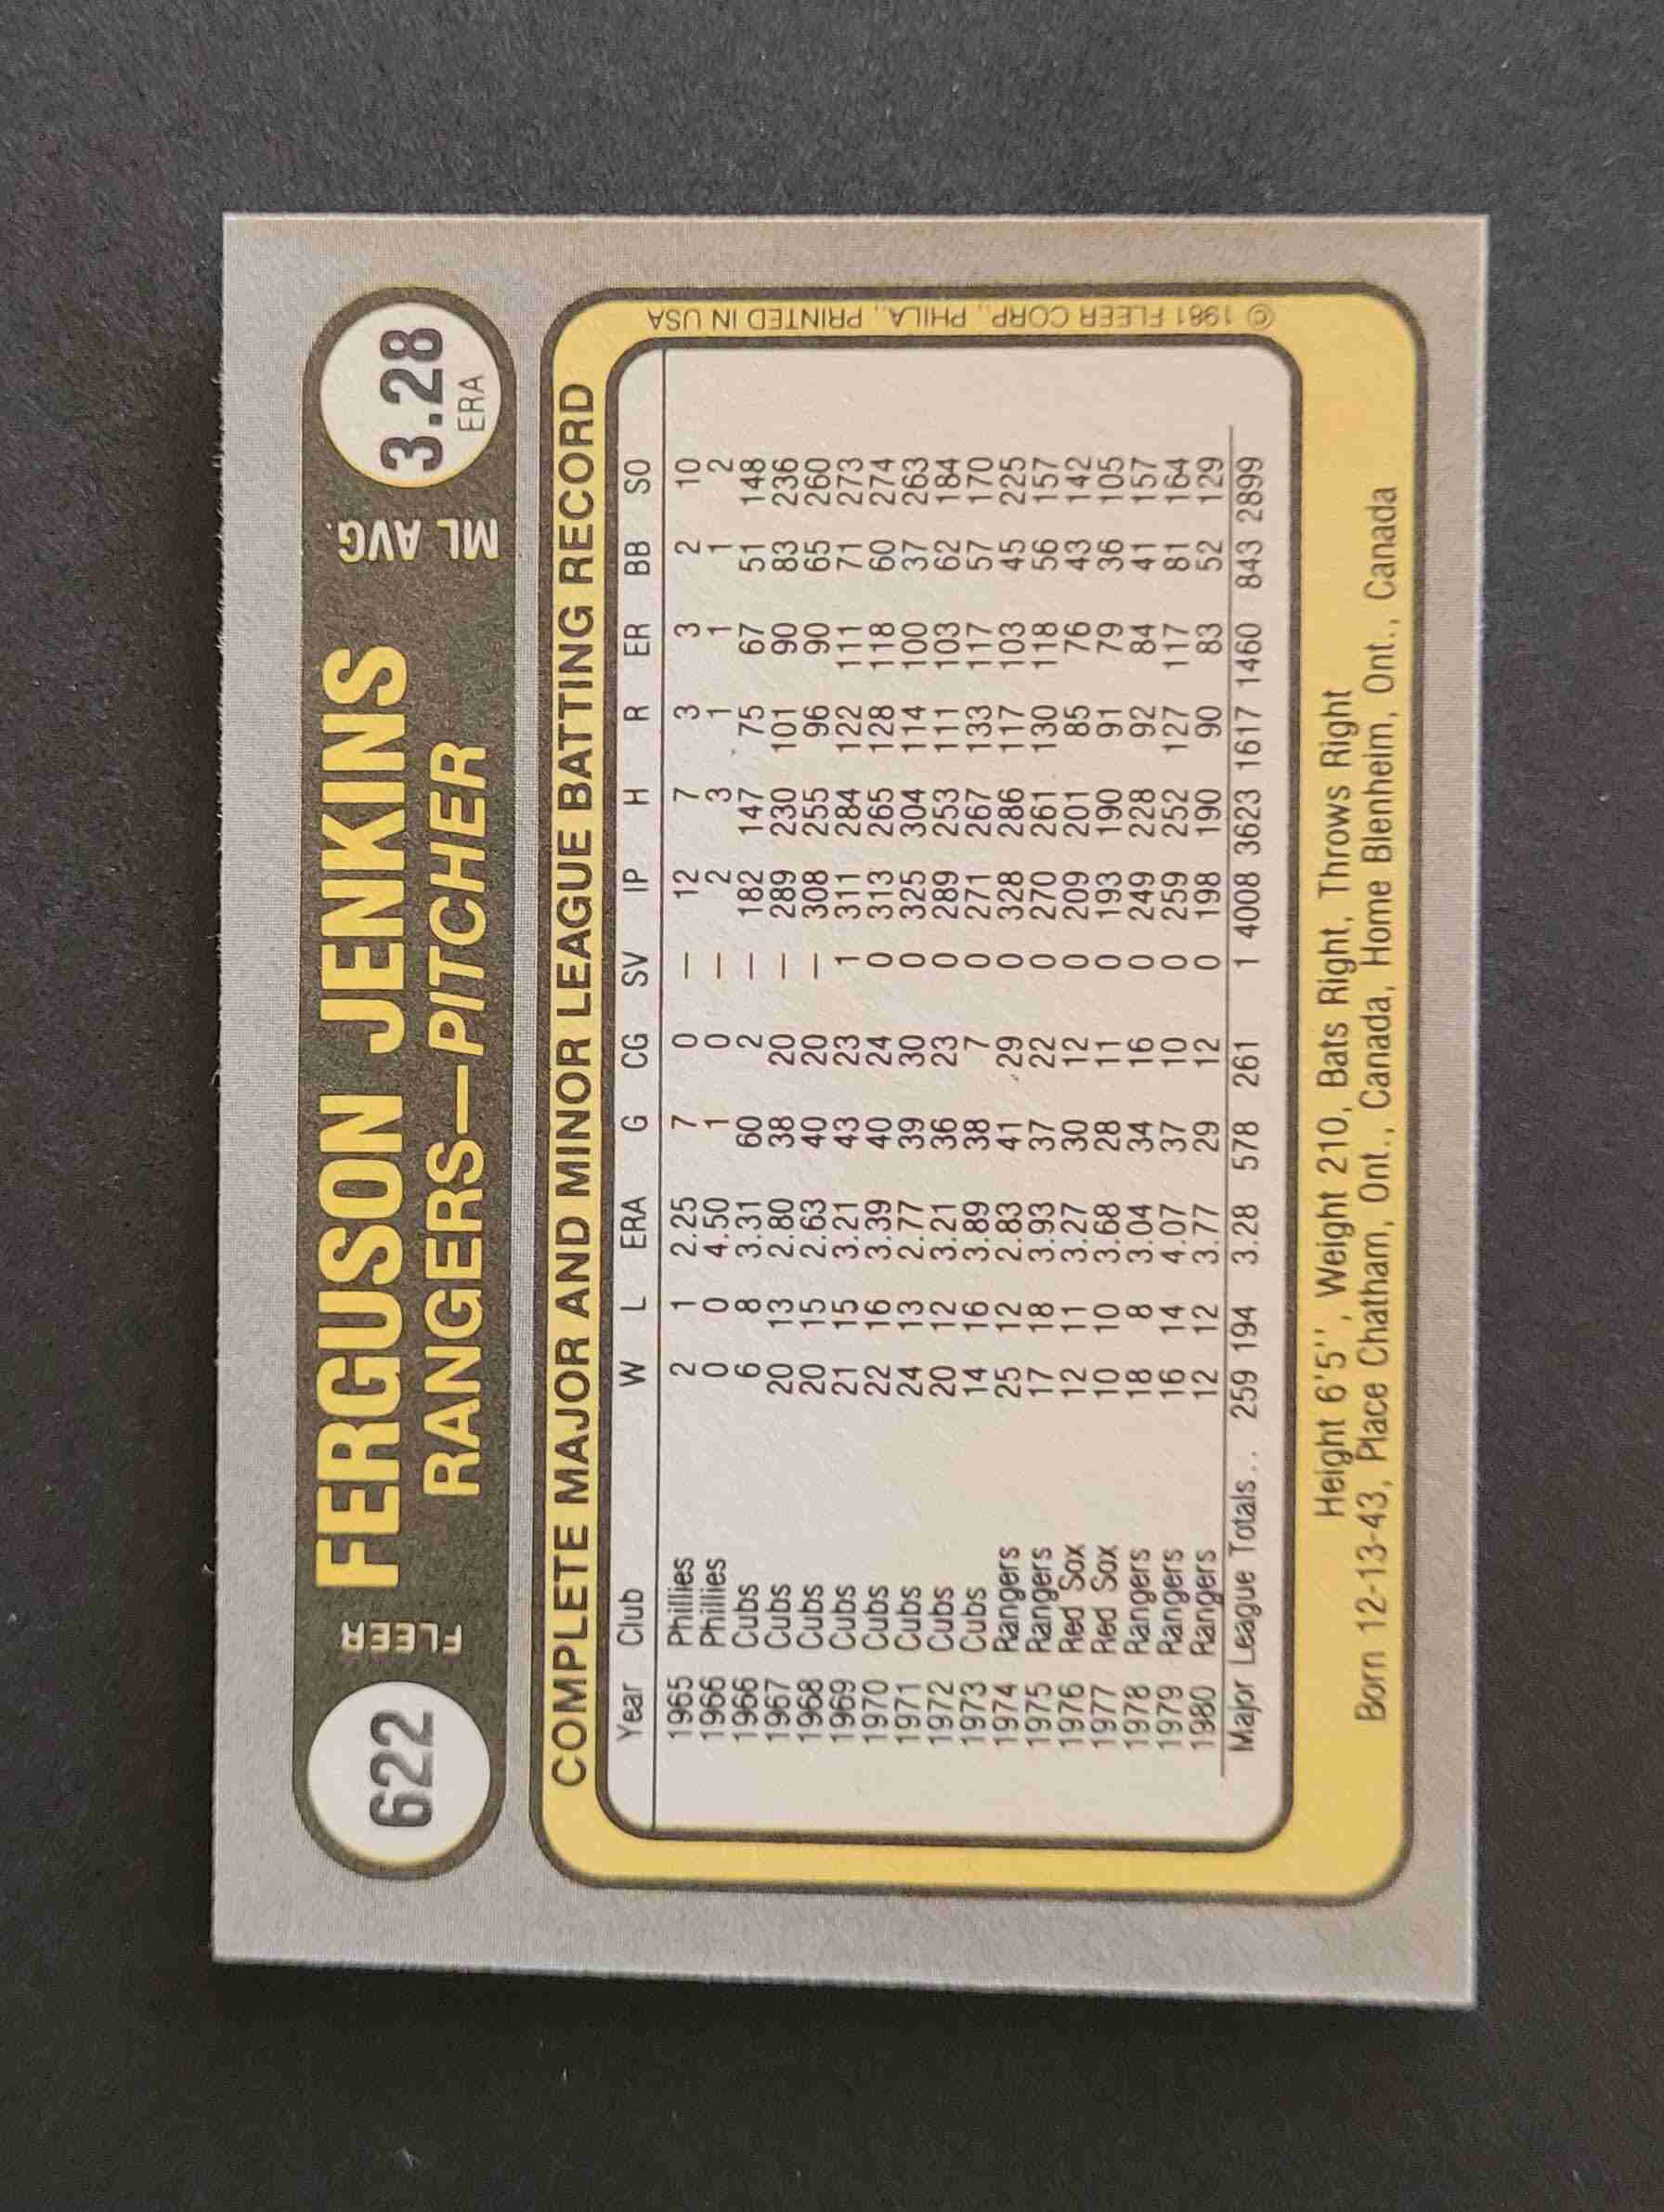 622 FLEER FERGUSON JENKINS ML AVG. 3.28 ERA
RANGERS—PITCHER
COMPLETE MAJOR AND MINOR LEAGUE BATTING RECORD
Year Club W L ERA G CG SV IP H R ER BB SO
1965 Phillies 2 1 2.25 7 0 — 12 7 3 3 2 10
1966 Phillies 0 0 4.50 1 0 — 2 3 1 1 1 2
1966 Cubs 6 8 3.31 60 2 — 182 147 75 67 51 148
1967 Cubs 20 13 2.80 38 20 — 289 230 101 90 83 236
1968 Cubs 20 15 2.63 40 20 — 308 255 96 90 65 260
1969 Cubs 21 15 3.21 43 23 1 311 284 122 111 71 273
1970 Cubs 22 16 3.39 40 24 0 313 265 128 118 60 274
1971 Cubs 24 13 2.77 39 30 0 325 304 114 100 37 263
1972 Cubs 20 12 3.21 36 23 0 289 253 111 103 62 184
1973 Cubs 14 16 3.89 38 7 0 271 267 133 117 57 170
1974 Rangers 25 12 2.83 41 29 0 328 286 117 103 45 225
1975 Rangers 17 18 3.93 37 22 0 270 261 130 118 56 157
1976 Red Sox 12 11 3.27 30 12 0 209 201 85 76 43 142
1977 Red Sox 10 10 3.68 28 11 0 193 190 91 79 36 105
1978 Rangers 18 8 3.04 34 16 0 249 228 92 84 41 157
1979 Rangers 16 14 4.07 37 10 0 259 252 127 117 81 164
1980 Rangers 12 12 3.77 29 12 0 198 190 90 83 52 129
Major League Totals... 259 194 3.28 578 261 1 4008 3623 1617 1460 843 2899
Height 6'5'', Weight 210, Bats Right, Throws Right
Born 12-13-43, Place Chatham, Ont., Canada, Home Blenheim, Ont., Canada
© 1981 FLEER CORP., PHILA., PRINTED IN USA